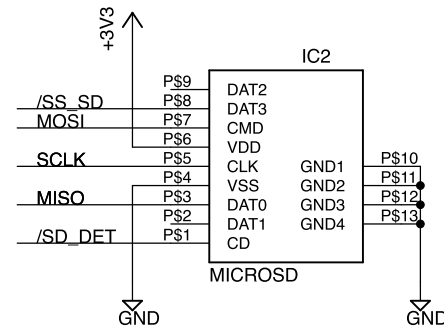 +3V3
IC2
P$9 DAT2
/SS_SD P$8 DAT3
MOSI P$7 CMD
P$6 VDD
SCLK P$5 CLK GND1 P$10
P$4 VSS GND2 P$11
MISO P$3 DAT0 GND3 P$12
P$2 DAT1 GND4 P$13
/SD_DET P$1 CD
MICROSD
GND GND